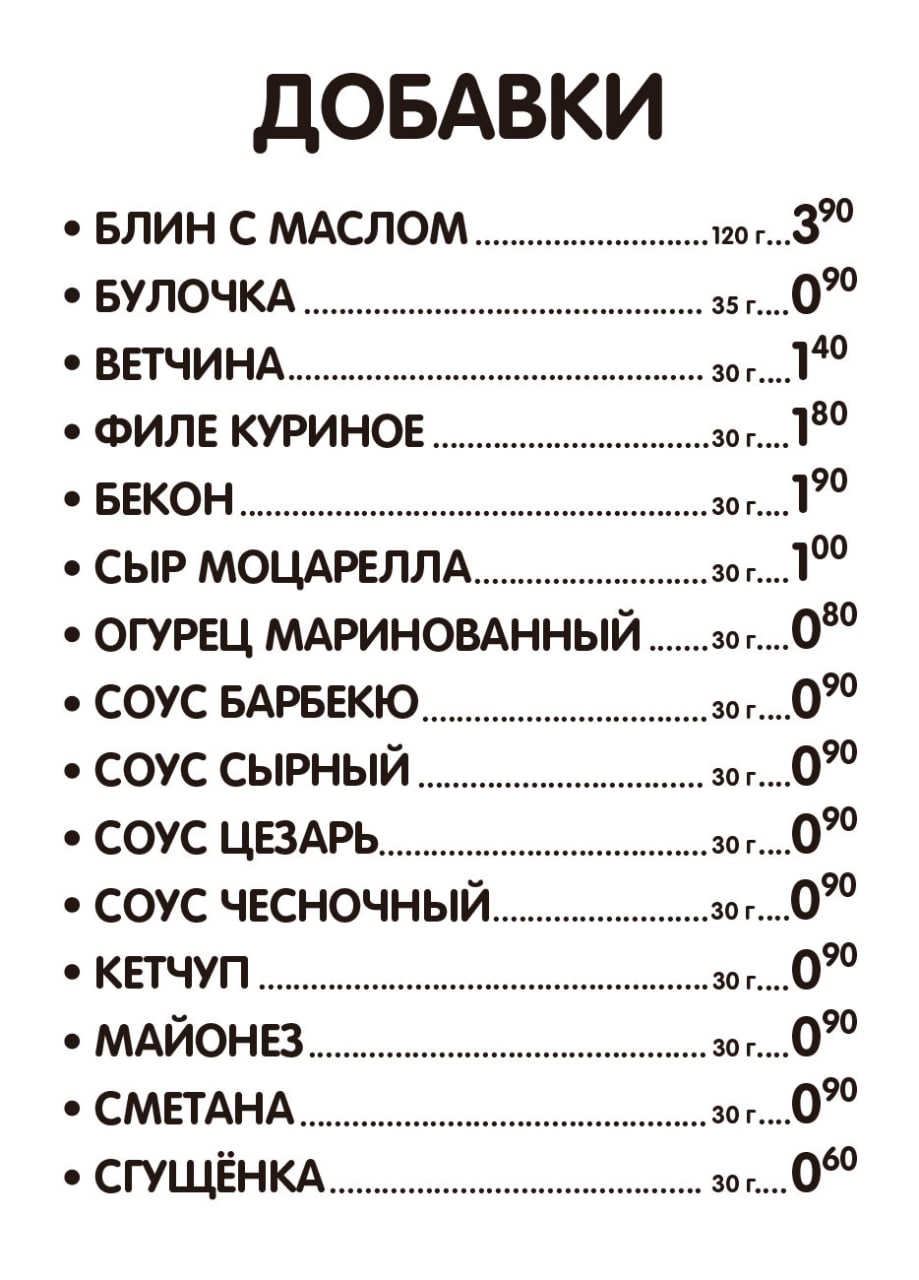 ДОБАВКИ
• БЛИН С МАСЛОМ ........................... 120 г... 3 90
• БУЛОЧКА .............................................. 35 г.... 0 90
• ВЕТЧИНА ................................................ 30 г.... 1 40
• ФИЛЕ КУРИНОЕ ................................ 30 г.... 1 80
• БЕКОН ...................................................... 30 г.... 1 90
• СЫР МОЦАРЕЛЛА ........................... 30 г.... 1 00
• ОГУРЕЦ МАРИНОВАННЫЙ ....... 30 г.... 0 80
• СОУС БАРБЕКЮ ................................. 30 г.... 0 90
• СОУС СЫРНЫЙ ................................. 30 г.... 0 90
• СОУС ЦЕЗАРЬ ...................................... 30 г.... 0 90
• СОУС ЧЕСНОЧНЫЙ ......................... 30 г.... 0 90
• КЕТЧУП .................................................... 30 г.... 0 90
• МАЙОНЕЗ .............................................. 30 г.... 0 90
• СМЕТАНА ............................................... 30 г.... 0 90
• СГУЩЁНКА ........................................... 30 г.... 0 60